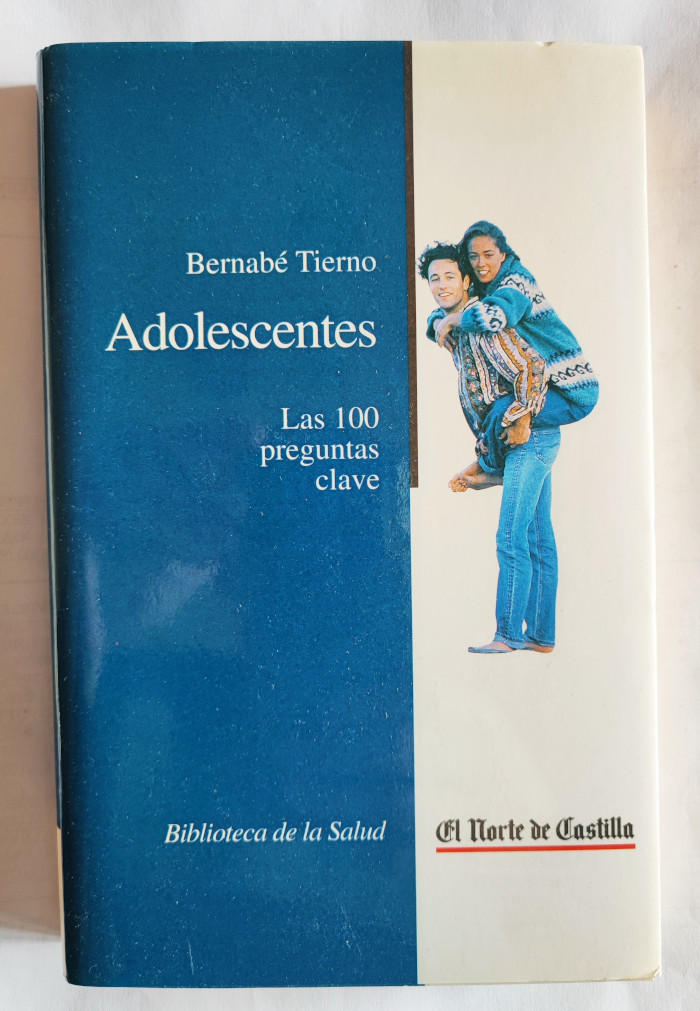 Bernabé Tierno
Adolescentes
Las 100
preguntas
clave
Biblioteca de la Salud
El Norte de Castilla